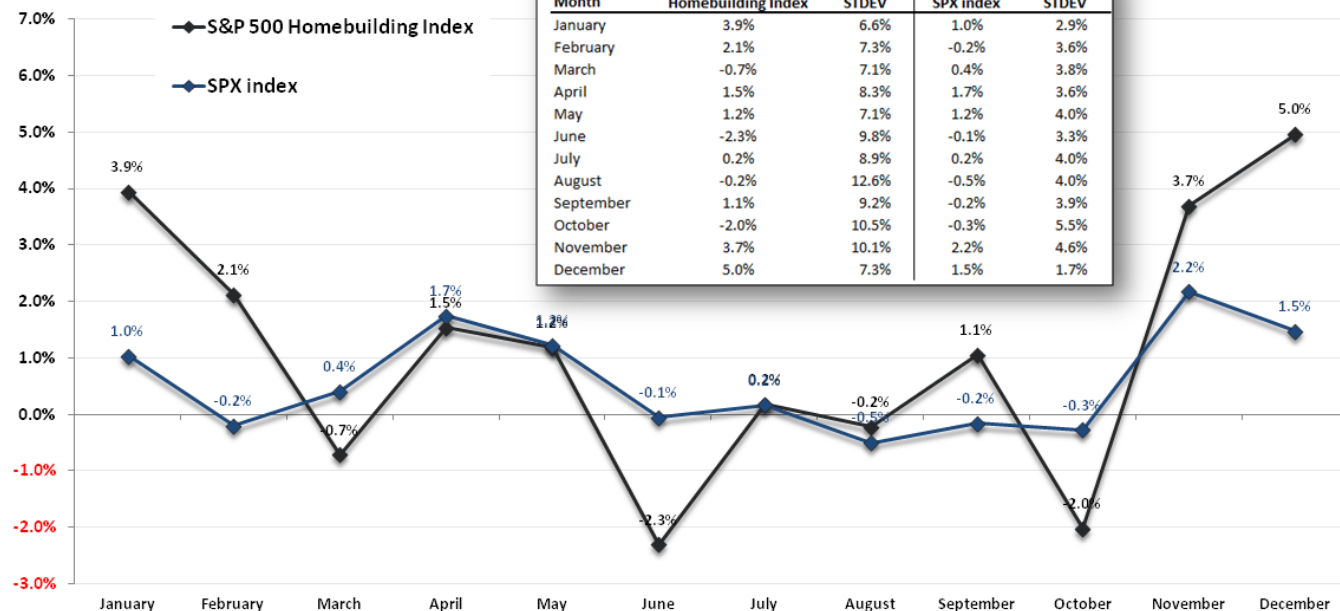 7.0%
6.0%
5.0%
4.0%
3.0%
2.0%
1.0%
0.0%
-1.0%
-2.0%
-3.0%
S&P 500 Homebuilding Index
SPX index
Month Homebuilding Index STDEV SPX index STDEV
January 3.9% 6.6% 1.0% 2.9%
February 2.1% 7.3% -0.2% 3.6%
March -0.7% 7.1% 0.4% 3.8%
April 1.5% 8.3% 1.7% 3.6%
May 1.2% 7.1% 1.2% 4.0%
June -2.3% 9.8% -0.1% 3.3%
July 0.2% 8.9% 0.2% 4.0%
August -0.2% 12.6% -0.5% 4.0%
September 1.1% 9.2% -0.2% 3.9%
October -2.0% 10.5% -0.3% 5.5%
November 3.7% 10.1% 2.2% 4.6%
December 5.0% 7.3% 1.5% 1.7%
3.9%
2.1%
-0.7%
1.5%
1.2%
-2.3%
0.2%
-0.2%
1.1%
-2.0%
3.7%
5.0%
1.0%
-0.2%
0.4%
1.7%
1.2%
-0.1%
0.2%
-0.5%
-0.2%
-0.3%
2.2%
1.5%
January February March April May June July August September October November December